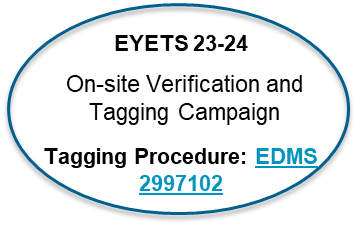 EYETS 23-24
On-site Verification and
Tagging Campaign
Tagging Procedure: EDMS
2997102